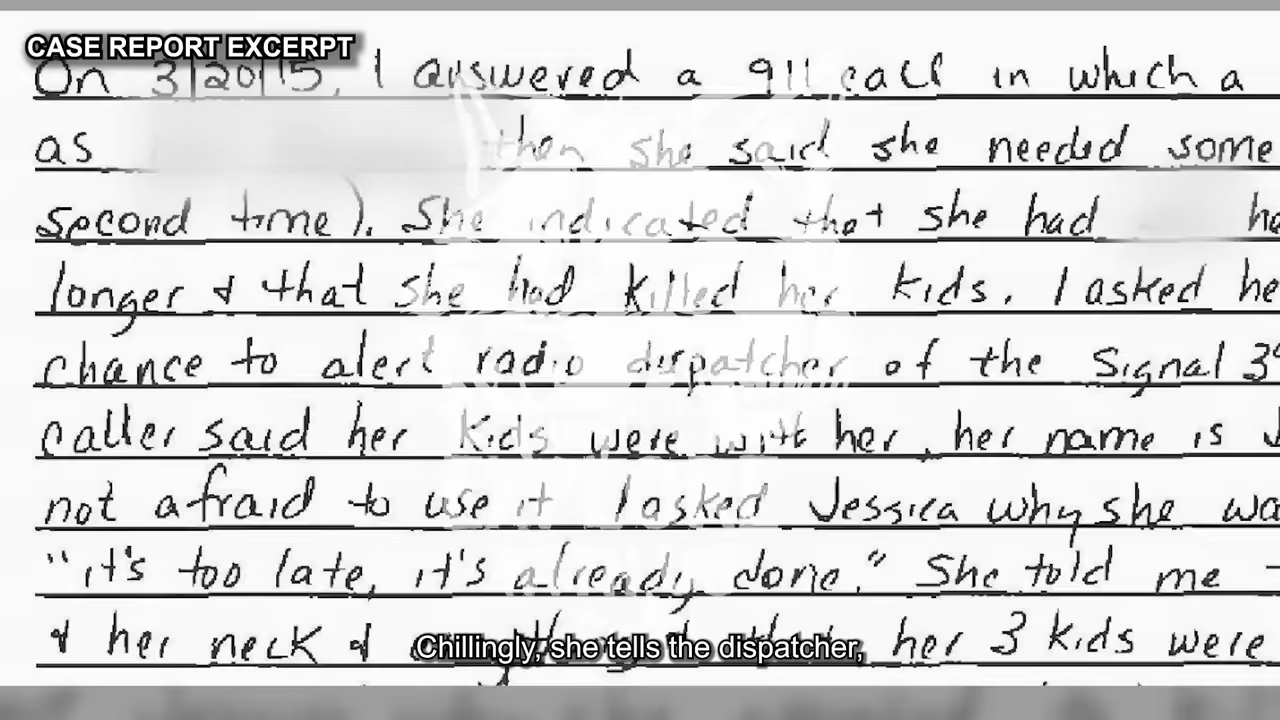 CASE REPORT EXCERPT
On 3/20/15, I answered a 911 call in which a
as then she said she needed some
second time). She indicated that she had ha
longer & that she had killed her kids. I asked he
chance to alert radio dispatcher of the Signal 3
caller said her kids were with her, her name is J
not afraid to use it I asked Jessica why she wa
"it's too late, it's already done." She told me
& her neck & her 3 kids were
Chillingly, she tells the dispatcher,